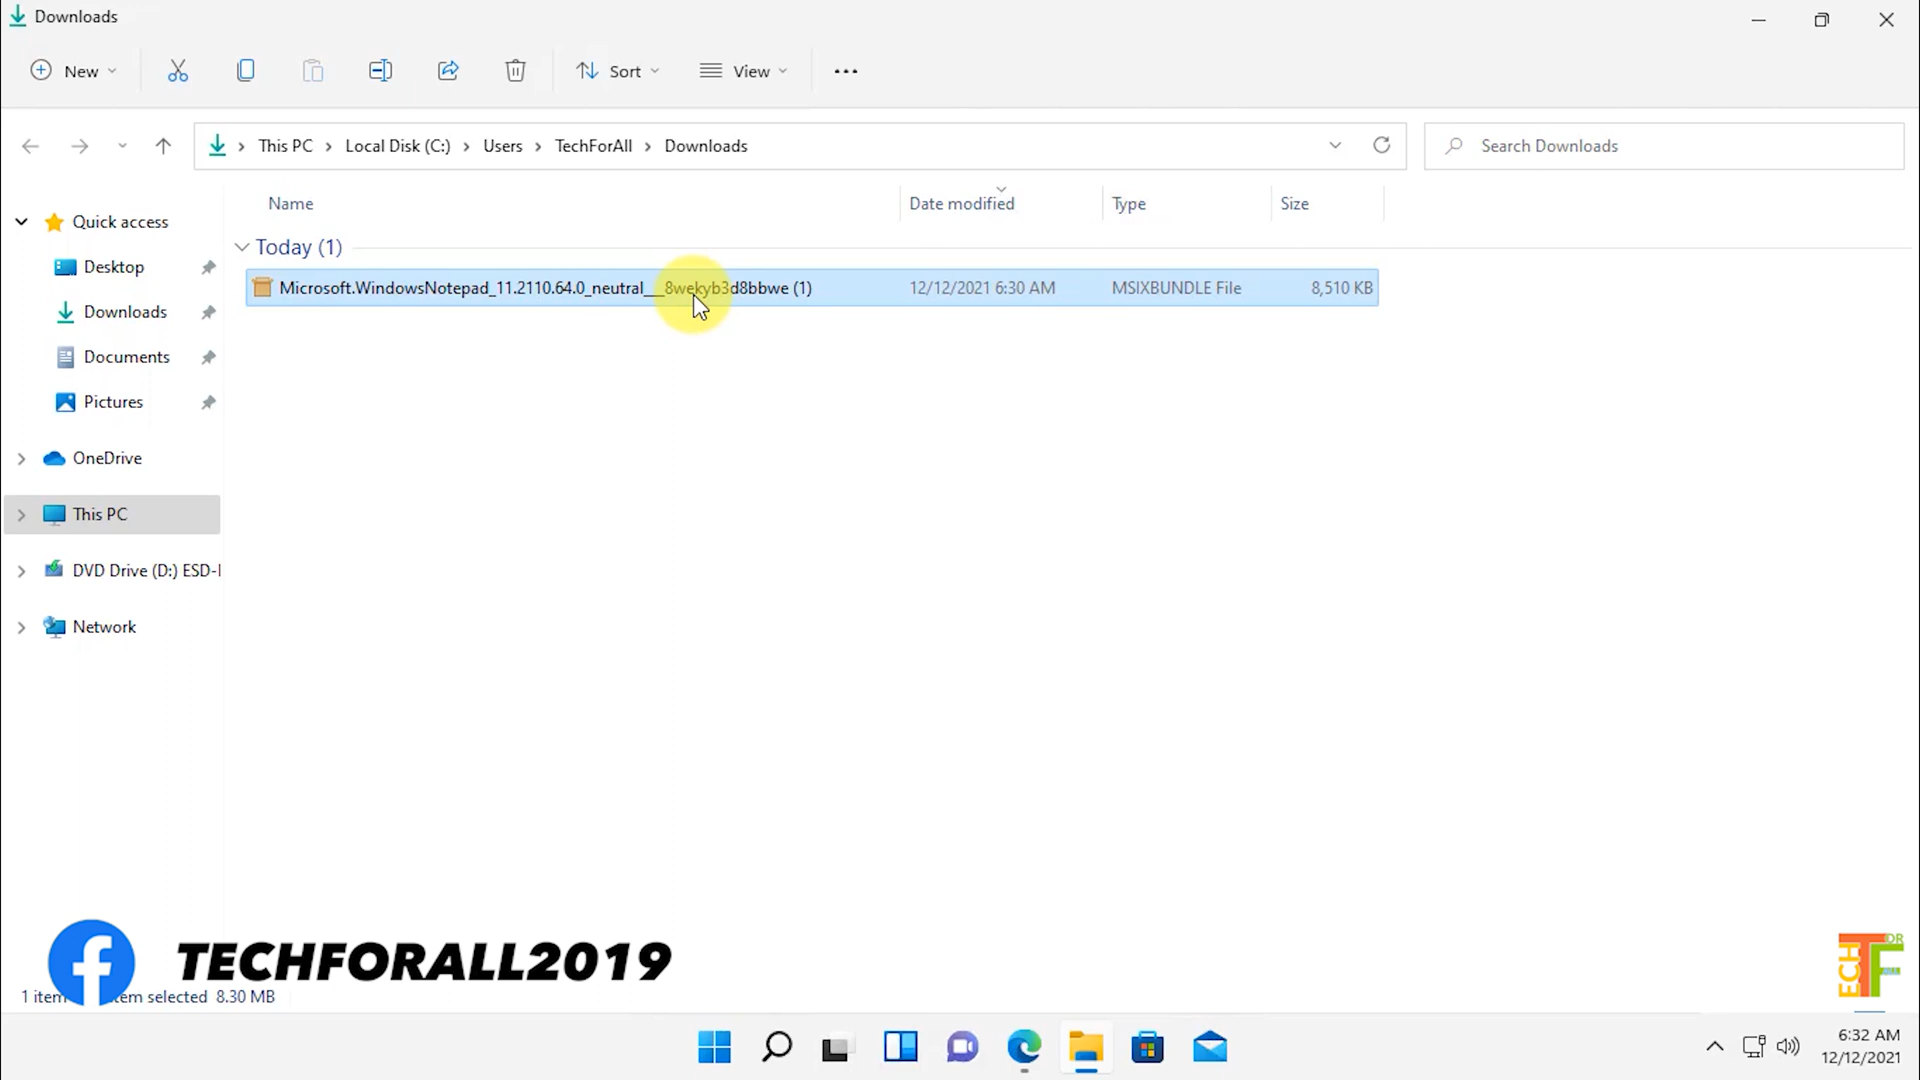 Downloads
New
Sort
View
This PC
Local Disk (C:)
Users
TechForAll
Downloads
Search Downloads
Name
Date modified
Type
Size
Quick access
Desktop
Downloads
Documents
Pictures
OneDrive
This PC
DVD Drive (D:) ESD-I
Network
Today (1)
Microsoft.WindowsNotepad_11.2110.64.0_neutral___8wekyb3d8bbwe (1)
12/12/2021 6:30 AM
MSIXBUNDLE File
8,510 KB
TECHFORALL2019
1 item
selected 8.30 MB
6:32 AM
12/12/2021